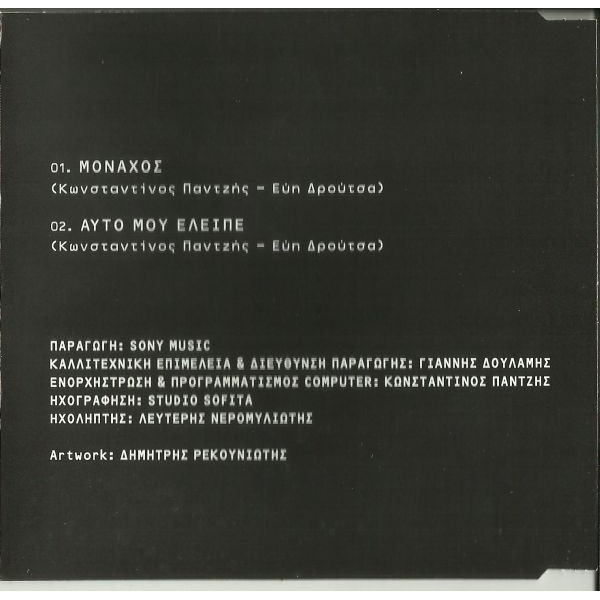 01. ΜΟΝΑΧΟΣ
(Κωνσταντίνος Παντζής - Εύη Δρούτσα)
02. ΑΥΤΟ ΜΟΥ ΕΛΕΙΠΕ
(Κωνσταντίνος Παντζής - Εύη Δρούτσα)
ΠΑΡΑΓΩΓΗ: SONY MUSIC
ΚΑΛΛΙΤΕΧΝΙΚΗ ΕΠΙΜΕΛΕΙΑ & ΔΙΕΥΘΥΝΣΗ ΠΑΡΑΓΩΓΗΣ: ΓΙΑΝΝΗΣ ΔΟΥΛΑΜΗΣ
ΕΝΟΡΧΗΣΤΡΩΣΗ & ΠΡΟΓΡΑΜΜΑΤΙΣΜΟΣ COMPUTER: ΚΩΝΣΤΑΝΤΙΝΟΣ ΠΑΝΤΖΗΣ
ΗΧΟΓΡΑΦΗΣΗ: STUDIO SOFITA
ΗΧΟΛΗΠΤΗΣ: ΛΕΥΤΕΡΗΣ ΝΕΡΟΜΥΛΙΩΤΗΣ
Artwork: ΔΗΜΗΤΡΗΣ ΡΕΚΟΥΝΙΩΤΗΣ